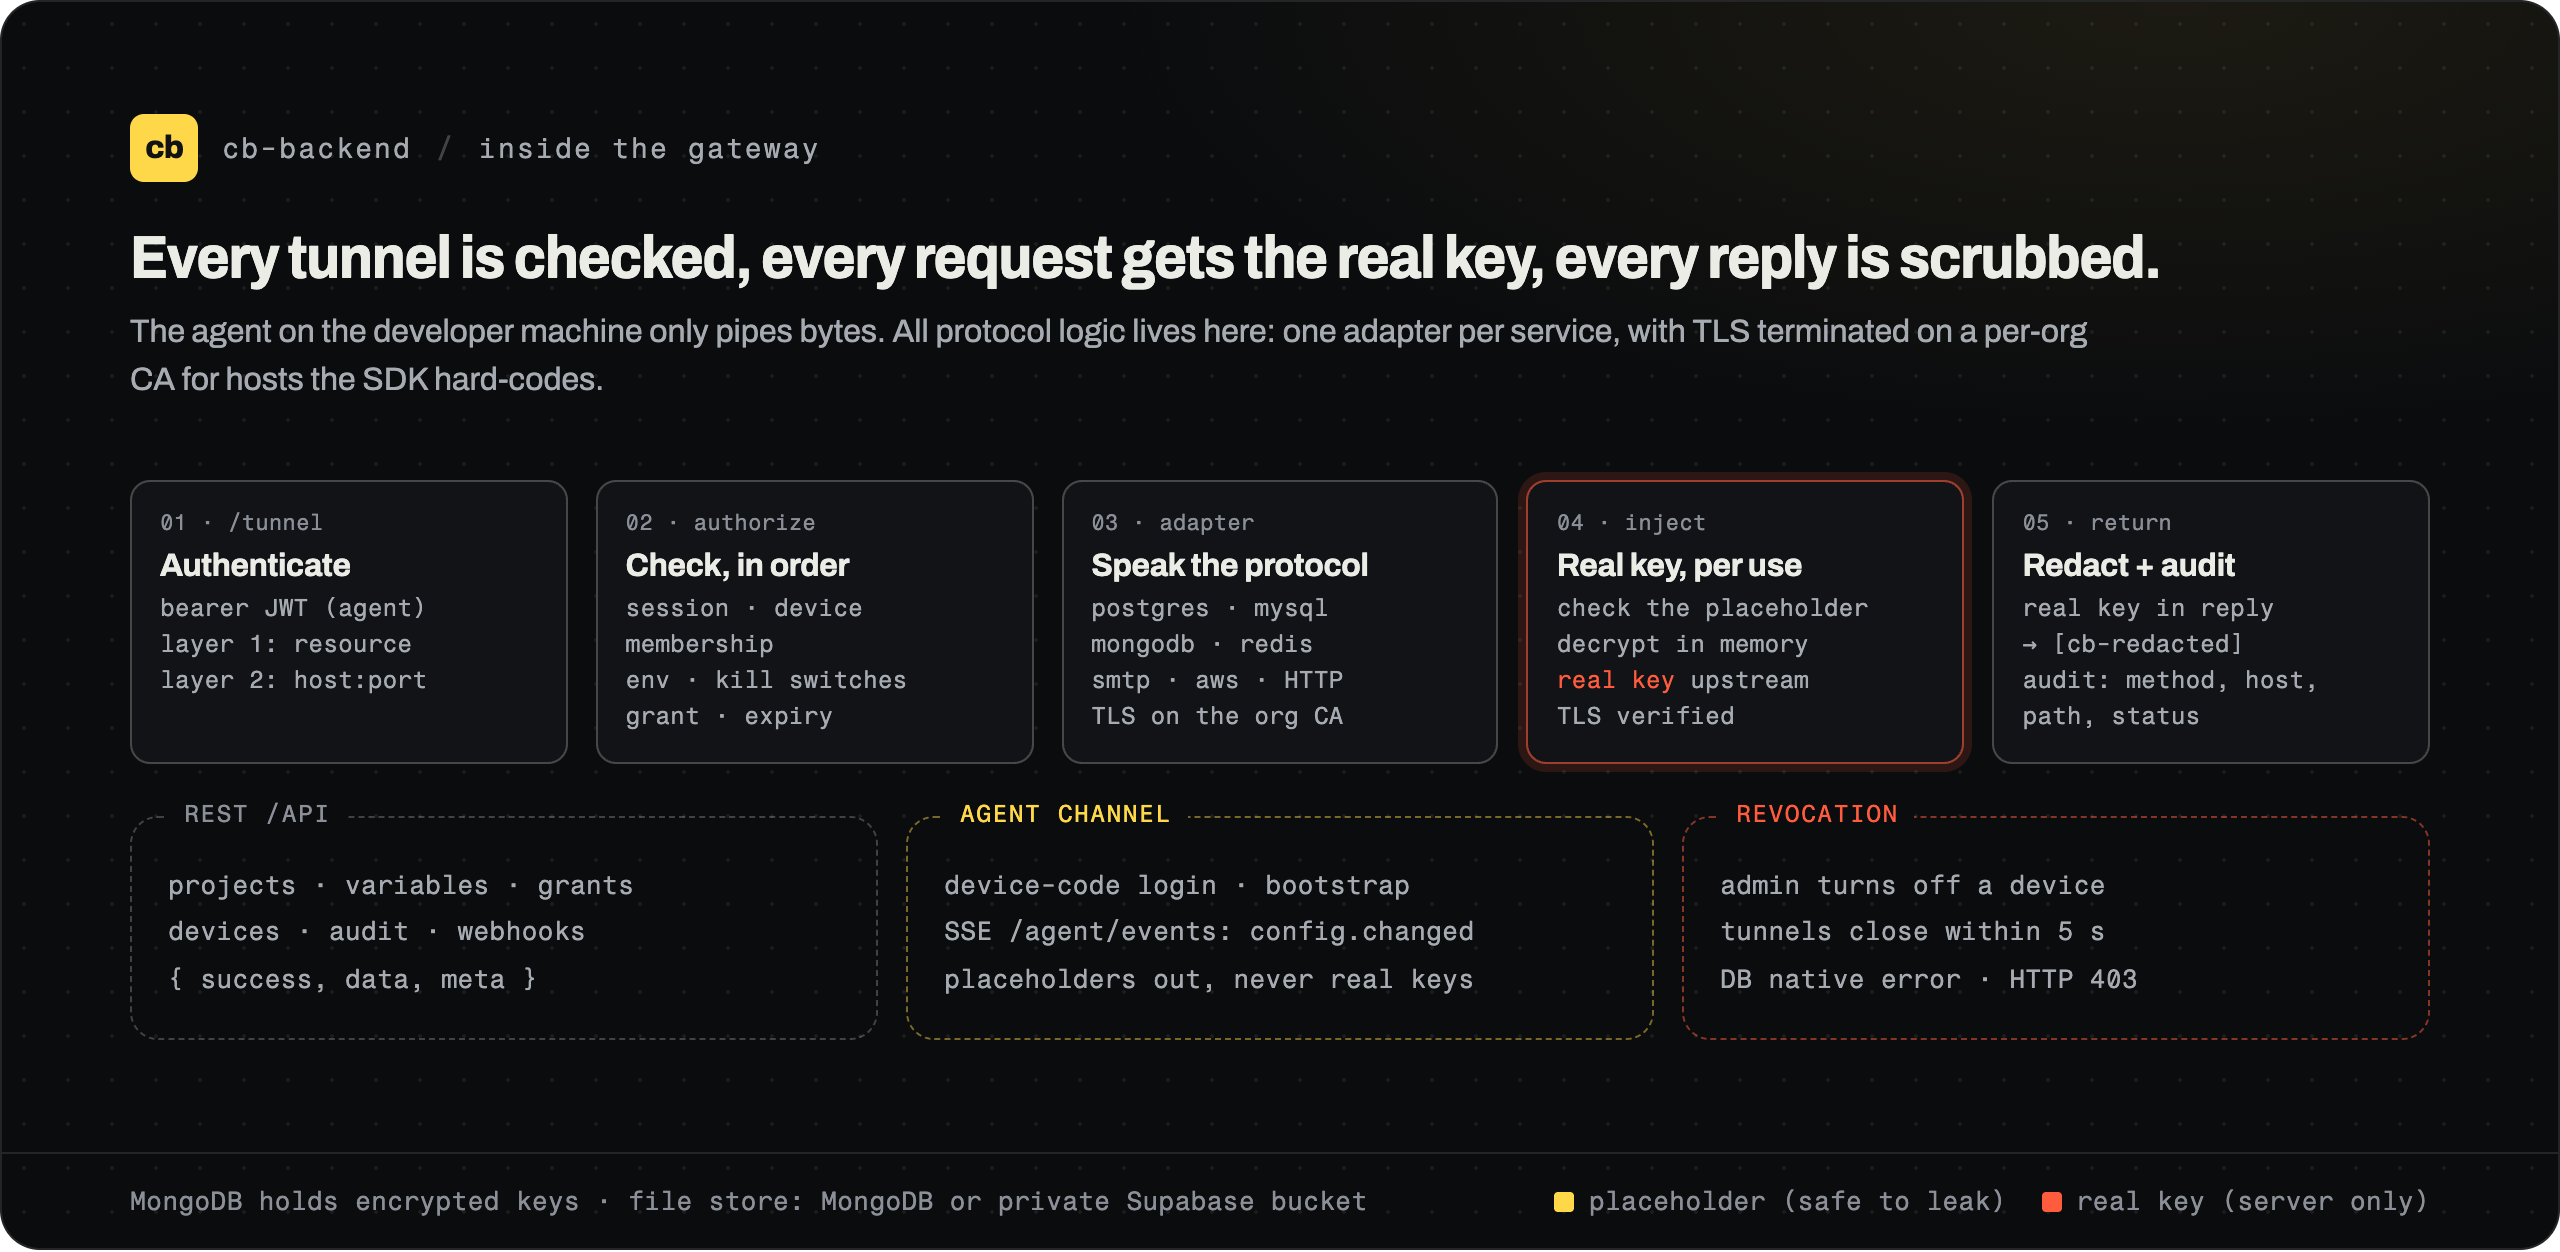 cb
cb-backend / inside the gateway
Every tunnel is checked, every request gets the real key, every reply is scrubbed.
The agent on the developer machine only pipes bytes. All protocol logic lives here: one adapter per service, with TLS terminated on a per-org
CA for hosts the SDK hard-codes.
01 · /tunnel
Authenticate
bearer JWT (agent)
layer 1: resource
layer 2: host:port
02 · authorize
Check, in order
session · device
membership
env · kill switches
grant · expiry
03 · adapter
Speak the protocol
postgres · mysql
mongodb · redis
smtp · aws · HTTP
TLS on the org CA
04 · inject
Real key, per use
check the placeholder
decrypt in memory
real key upstream
TLS verified
05 · return
Redact + audit
real key in reply
→ [cb-redacted]
audit: method, host,
path, status
REST /API
projects · variables · grants
devices · audit · webhooks
{ success, data, meta }
AGENT CHANNEL
device-code login · bootstrap
SSE /agent/events: config.changed
placeholders out, never real keys
REVOCATION
admin turns off a device
tunnels close within 5 s
DB native error · HTTP 403
MongoDB holds encrypted keys · file store: MongoDB or private Supabase bucket
placeholder (safe to leak)
real key (server only)